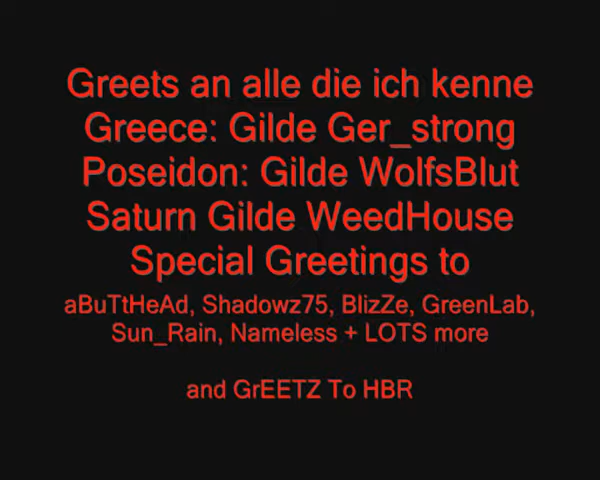 Greets an alle die ich kenne
Greece: Gilde Ger_strong
Poseidon: Gilde WolfsBlut
Saturn Gilde WeedHouse
Special Greetings to
aBuTtHeAd, Shadowz75, BlizZe, GreenLab,
Sun_Rain, Nameless + LOTS more
and GrEETZ To HBR